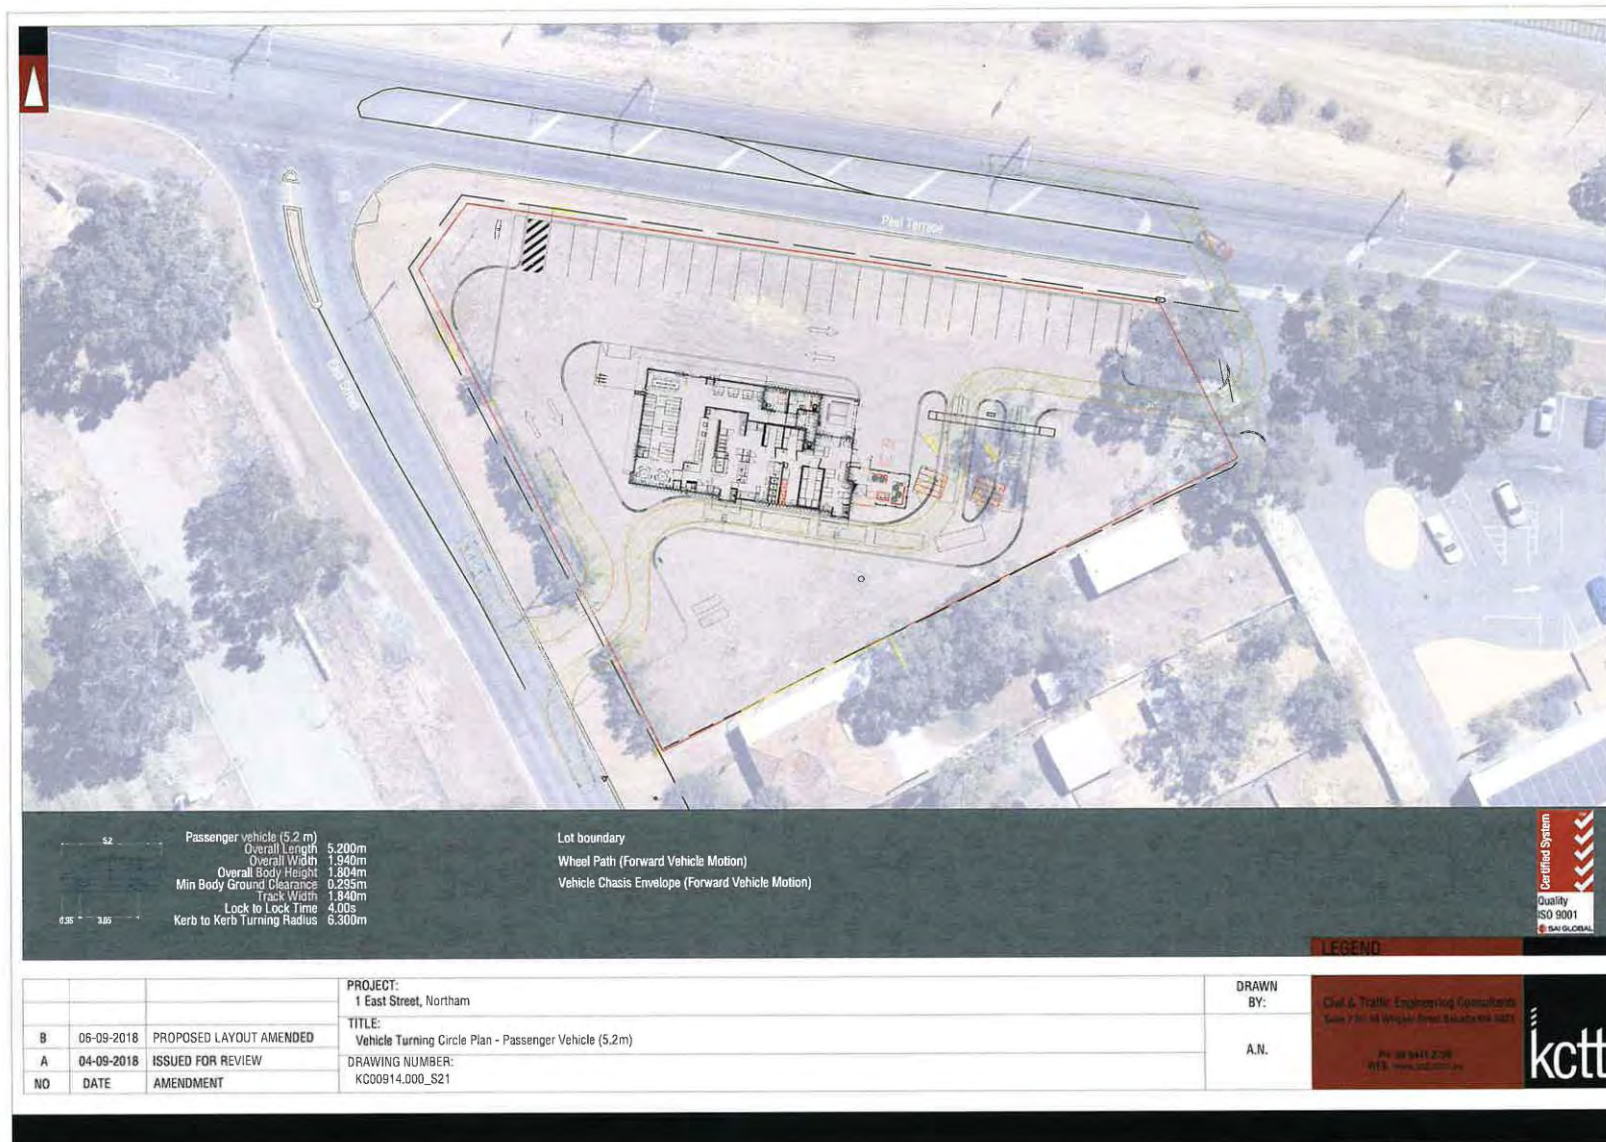 Peel Terrace
5.2
0.95 3.05
Passenger vehicle (5.2 m)
Overall Length 5.200m
Overall Width 1.940m
Overall Body Height 1.804m
Min Body Ground Clearance 0.295m
Track Width 1.840m
Lock to Lock Time 4.00s
Kerb to Kerb Turning Radius 6.300m
Lot boundary
Wheel Path (Forward Vehicle Motion)
Vehicle Chasis Envelope (Forward Vehicle Motion)
Certified System
Quality
ISO 9001
SAI GLOBAL
LEGEND
B 06-09-2018 PROPOSED LAYOUT AMENDED
A 04-09-2018 ISSUED FOR REVIEW
NO DATE AMENDMENT
PROJECT:
1 East Street, Northam
TITLE:
Vehicle Turning Circle Plan - Passenger Vehicle (5.2m)
DRAWING NUMBER:
KC00914.000_S21
DRAWN
BY:
A.N.
Civil & Traffic Engineering Consultants
kctt